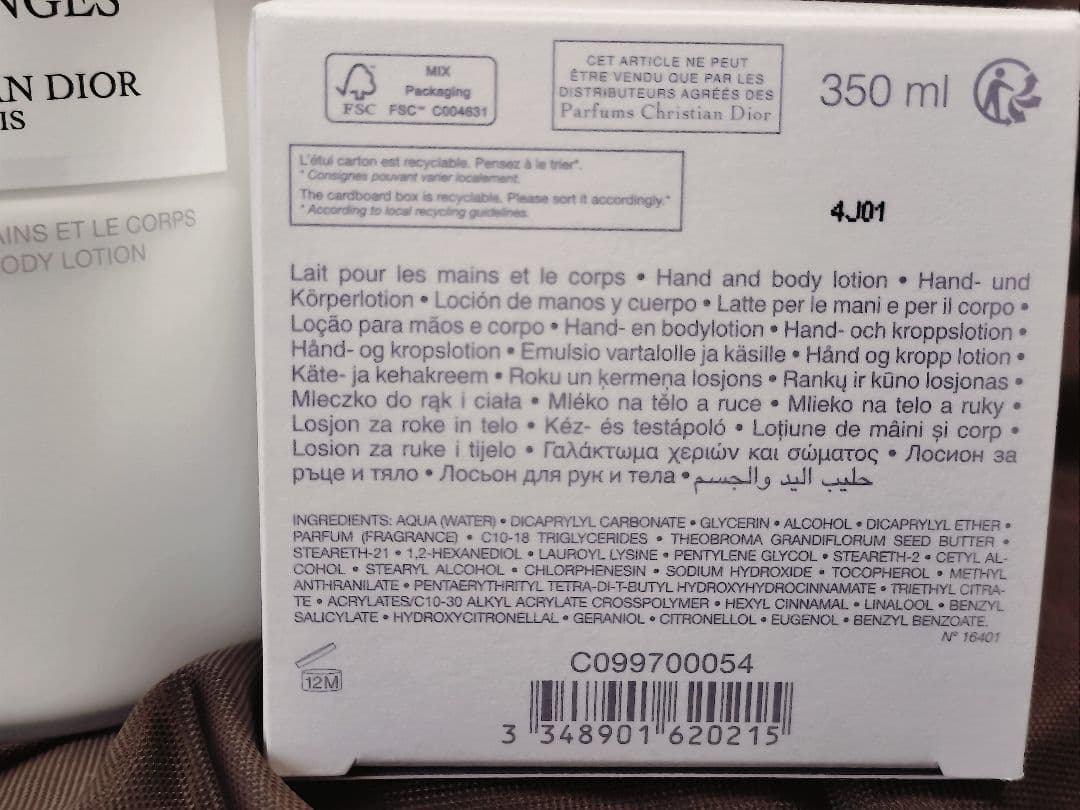 NGES
AN DIOR
IS
AINS ET LE CORPS
ODY LOTION
FSC
MIX
Packaging
FSC™ C004631
CET ARTICLE NE PEUT
ÊTRE VENDU QUE PAR LES
DISTRIBUTEURS AGRÉÉS DES
Parfums Christian Dior
350 ml
L'étui carton est recyclable. Pensez à le trier*.
* Consignes pouvant varier localement.
The cardboard box is recyclable. Please sort it accordingly.*
* According to local recycling guidelines.
4J01
Lait pour les mains et le corps • Hand and body lotion • Hand- und
Körperlotion • Loción de manos y cuerpo • Latte per le mani e per il corpo •
Loção para mãos e corpo • Hand- en bodylotion • Hand- och kroppslotion •
Hånd- og kropslotion • Emulsio vartalolle ja käsille • Hånd og kropp lotion •
Käte- ja kehakreem • Roku un ķermeņa losjons • Rankų ir kūno losjonas •
Mleczko do rąk i ciała • Mléko na tělo a ruce • Mlieko na telo a ruky •
Losjon za roke in telo • Kéz- és testápoló • Loțiune de mâini și corp •
Losion za ruke i tijelo • Γαλάκτωμα χεριών και σώματος • Лосион за
ръце и тяло • Лосьон для рук и тела • حليب اليد والجسم
INGREDIENTS: AQUA (WATER) • DICAPRYLYL CARBONATE • GLYCERIN • ALCOHOL • DICAPRYLYL ETHER •
PARFUM (FRAGRANCE) • C10-18 TRIGLYCERIDES • THEOBROMA GRANDIFLORUM SEED BUTTER •
STEARETH-21 • 1,2-HEXANEDIOL • LAUROYL LYSINE • PENTYLENE GLYCOL • STEARETH-2 • CETYL AL-
COHOL • STEARYL ALCOHOL • CHLORPHENESIN • SODIUM HYDROXIDE • TOCOPHEROL • METHYL
ANTHRANILATE • PENTAERYTHRITYL TETRA-DI-T-BUTYL HYDROXYHYDROCINNAMATE • TRIETHYL CITRA-
TE • ACRYLATES/C10-30 ALKYL ACRYLATE CROSSPOLYMER • HEXYL CINNAMAL • LINALOOL • BENZYL
SALICYLATE • HYDROXYCITRONELLAL • GERANIOL • CITRONELLOL • EUGENOL • BENZYL BENZOATE.
N° 16401
12M
C099700054
3 348901 620215